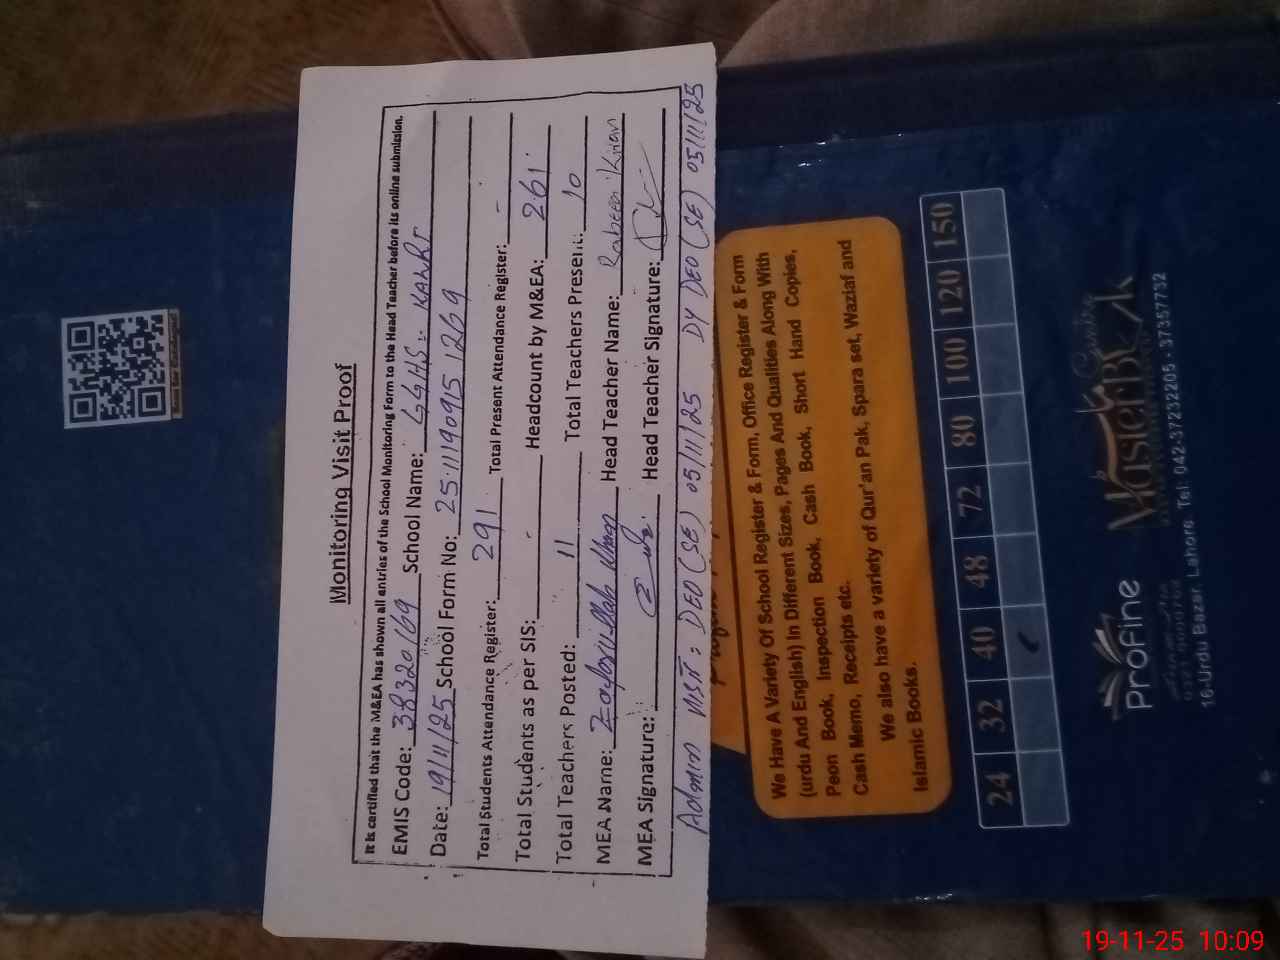 Monitoring Visit Proof
It is certified that the M&EA has shown all entries of the School Monitoring Form to the Head Teacher before its online submission.
EMIS Code: 38320169 School Name: GGHS. KAHRT
Date: 19/11/25 School Form No: 25.11190915 1269
Total Students Attendance Register: 291 Total Present Attendance Register: -
Total Students as per SIS: - Headcount by M&EA: 261.
Total Teachers Posted: 11 Total Teachers Present: 10
MEA Name: Head Teacher Name: Khan
MEA Signature: Head Teacher Signature:
Admin VISIT: DEO (SE) 05/11/25 DY DEO (SE) 05/11/25
We Have A Variety Of School Register & Form, Office Register & Form
(urdu And English) In Different Sizes, Pages And Qualities Along With
Peon Book, Inspection Book, Cash Book, Short Hand Copies,
Cash Memo, Receipts etc.
We also have a variety of Qur'an Pak, Spara set, Waziaf and
Islamic Books.
24 32 40 48 72 80 100 120 150
Profine
Master Book Centre
16-Urdu Bazar, Lahore. Tel: 042-37232205 - 37357732
19-11-25 10:09